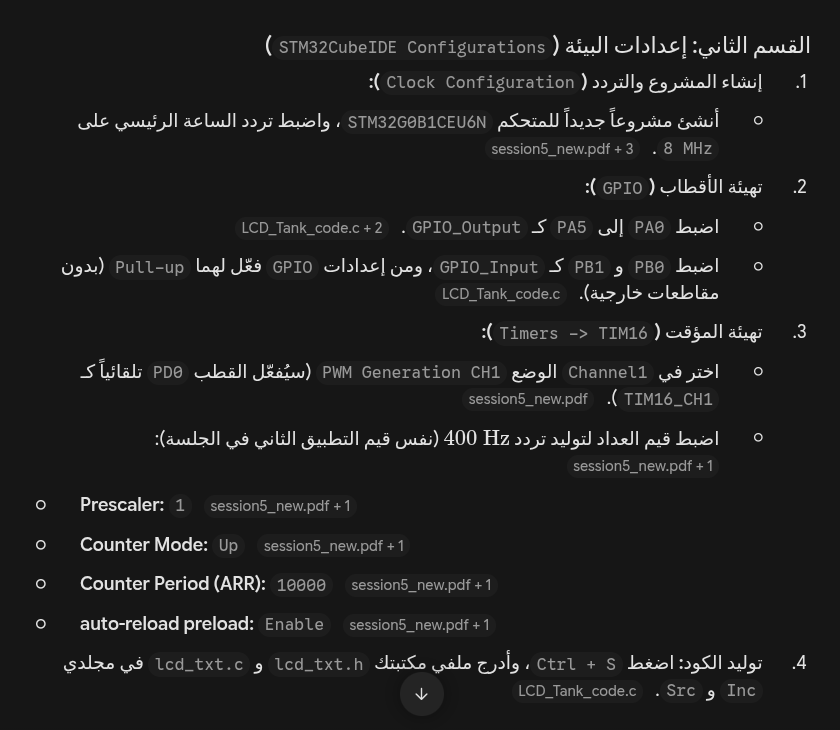 القسم الثاني: إعدادات البيئة (STM32CubeIDE Configurations)
1. إنشاء المشروع والتردد (Clock Configuration):
أنشئ مشروعاً جديداً للمتحكم STM32G0B1CEU6N، واضبط تردد الساعة الرئيسي على
8 MHz. session5_new.pdf + 3
2. تهيئة الأقطاب (GPIO):
اضبط PA0 إلى PA5 كـ GPIO_Output. LCD_Tank_code.c + 2
اضبط PB0 و PB1 كـ GPIO_Input، ومن إعدادات GPIO فعّل لهما Pull-up (بدون
مقاطعات خارجية). LCD_Tank_code.c
3. تهيئة المؤقت (Timers -> TIM16):
اختر في Channel1 الوضع PWM Generation CH1 (سيُفعّل القطب PD0 تلقائياً كـ
TIM16_CH1). session5_new.pdf
اضبط قيم العداد لتوليد تردد 400 Hz (نفس قيم التطبيق الثاني في الجلسة):
session5_new.pdf + 1
Prescaler: 1 session5_new.pdf + 1
Counter Mode: Up session5_new.pdf + 1
Counter Period (ARR): 10000 session5_new.pdf + 1
auto-reload preload: Enable session5_new.pdf + 1
4. توليد الكود: اضغط Ctrl + S، وأدرج ملفي مكتبتك lcd_txt.h و lcd_txt.c في مجلدي
Inc و Src. LCD_Tank_code.c